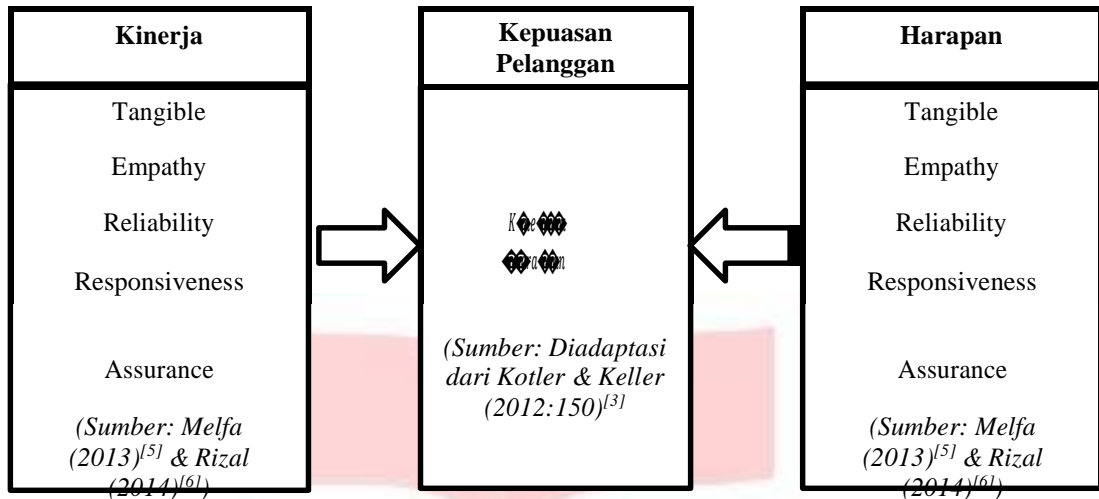 Kinerja
Tangible
Empathy
Reliability
Responsiveness
Assurance
(Sumber: Melfa
(2013)[5] & Rizal
(2014)[6])
Kepuasan
Pelanggan
(Sumber: Diadaptasi
dari Kotler & Keller
(2012:150)[3]
Harapan
Tangible
Empathy
Reliability
Responsiveness
Assurance
(Sumber: Melfa
(2013)[5] & Rizal
(2014)[6])